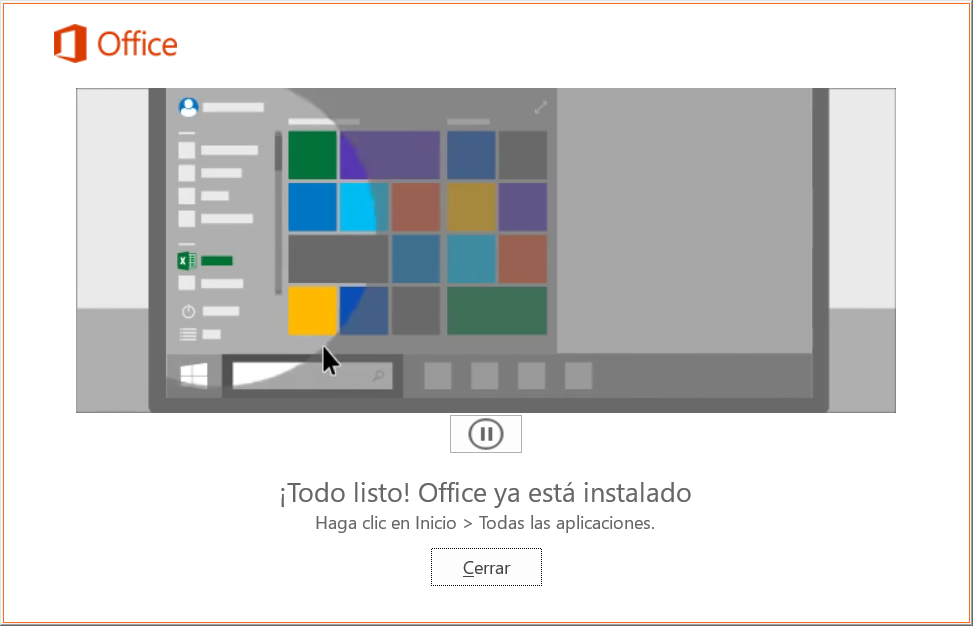 Office
¡Todo listo! Office ya está instalado
Haga clic en Inicio > Todas las aplicaciones.
Cerrar